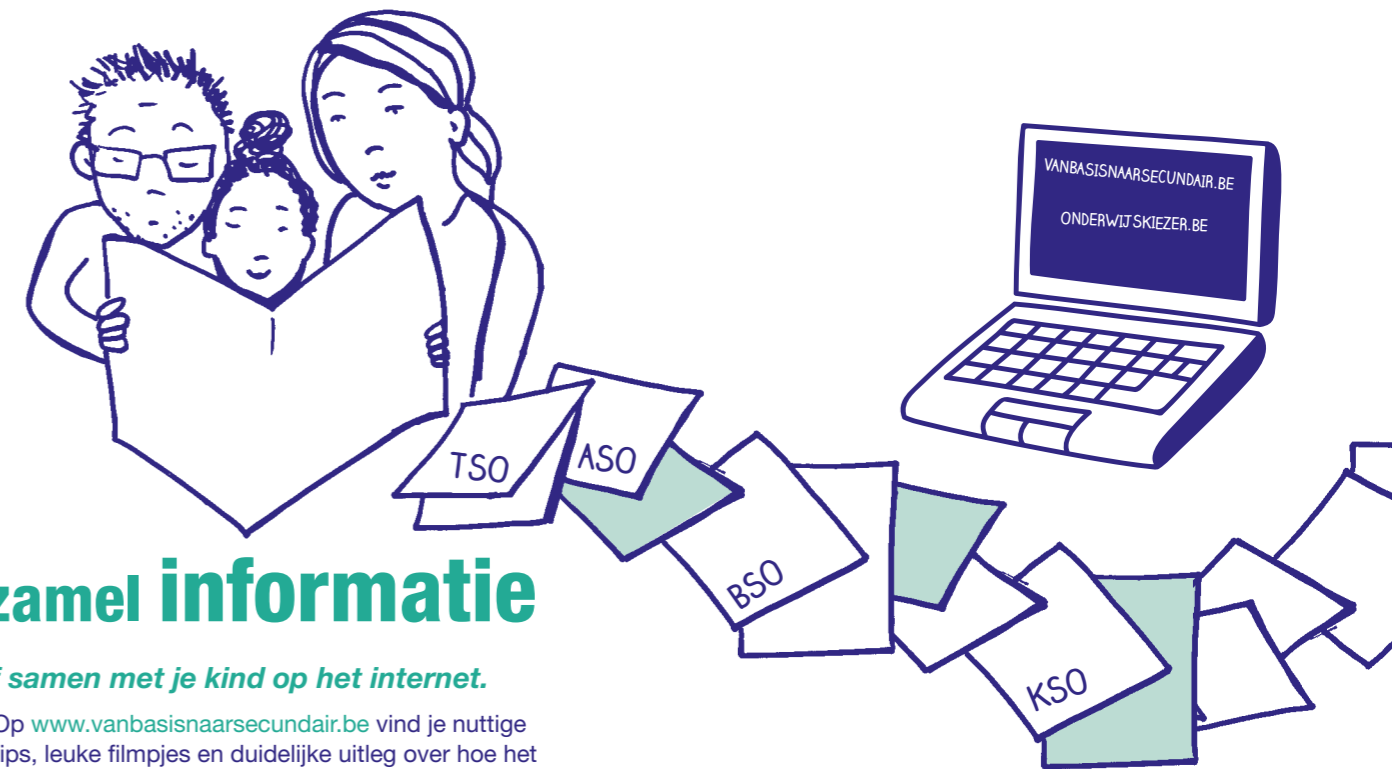 VANBASISNAARSECUNDAIR.BE
ONDERWIJSKIEZER.BE
TSO
ASO
BSO
KSO
zamel informatie
samen met je kind op het internet.
Op www.vanbasisnaarsecundair.be vind je nuttige
ips, leuke filmpjes en duidelijke uitleg over hoe het